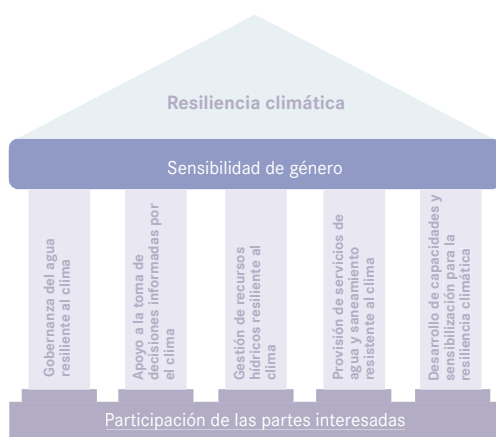 Resiliencia climática
Sensibilidad de género
Gobernanza del agua
resiliente al clima
Apoyo a la toma de
decisiones informadas por
el clima
Gestión de recursos
hídricos resiliente al
clima
Provisión de servicios de
agua y saneamiento
resistente al clima
Desarrollo de capacidades y
sensibilización para la
resiliencia climática
Participación de las partes interesadas